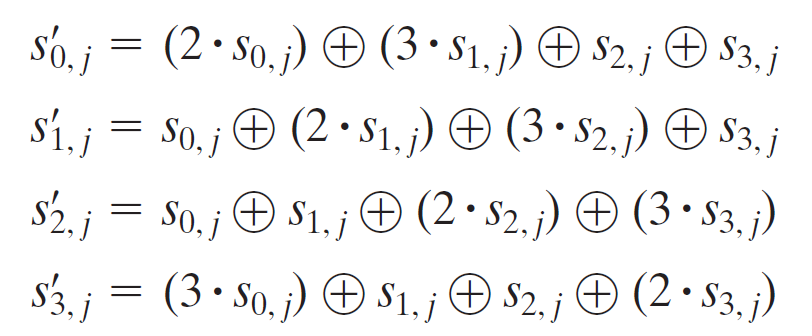 s′0, j = (2 · s0, j) ⊕ (3 · s1, j) ⊕ s2, j ⊕ s3, j
s′1, j = s0, j ⊕ (2 · s1, j) ⊕ (3 · s2, j) ⊕ s3, j
s′2, j = s0, j ⊕ s1, j ⊕ (2 · s2, j) ⊕ (3 · s3, j)
s′3, j = (3 · s0, j) ⊕ s1, j ⊕ s2, j ⊕ (2 · s3, j)